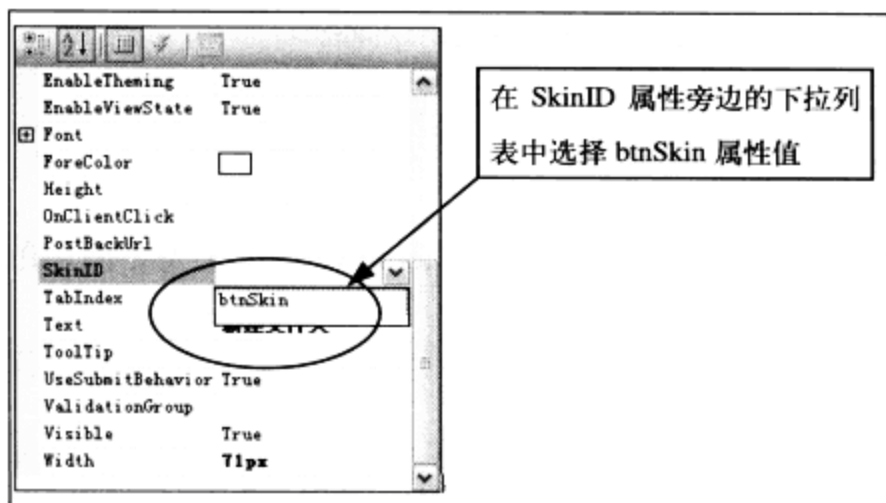 EnableTheming True
EnableViewState True
Font
ForeColor
Height
OnClientClick
PostBackUrl
SkinID
TabIndex btnSkin
Text
ToolTip
UseSubmitBehavior True
ValidationGroup
Visible True
Width 71px
在 SkinID 属性旁边的下拉列
表中选择 btnSkin 属性值